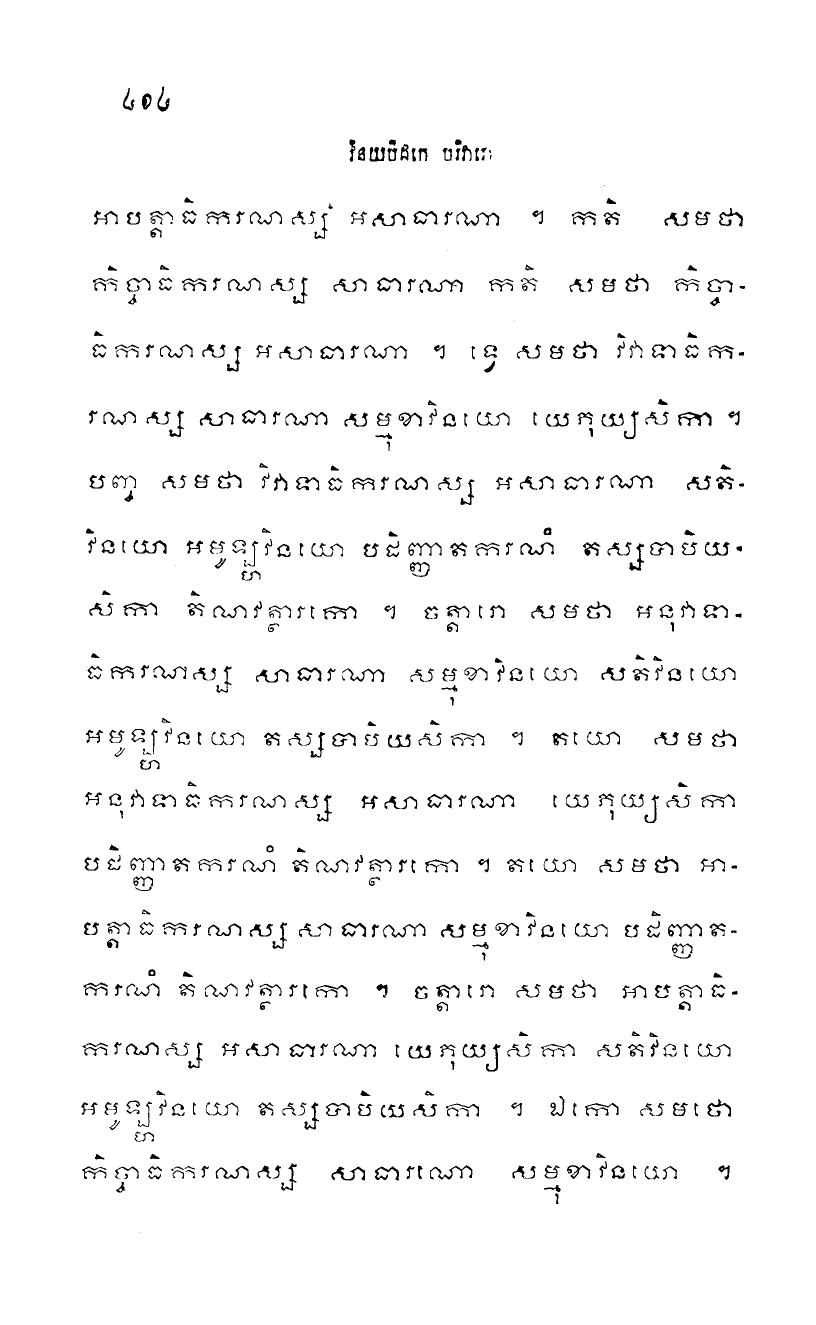 ៤០៤
វិនយបិដកេ បរិវារេ
អាបត្តាធិករណស្ស អសាធារណា ។ កតិ សមថា
កិច្ចាធិករណស្ស សាធារណា កតិ សមថា កិច្ចា-
ធិករណស្ស អសាធារណា ។ ទ្វេ សមថា វិវាទាធិក-
រណស្ស សាធារណា សម្មុខាវិនយោ យេភុយ្យសិកា ។
បញ្ច សមថា វិវាទាធិករណស្ស អសាធារណា សតិ-
វិនយោ អមូឡ្ហវិនយោ បដិញ្ញាតករណំ តស្សទាបិយ-
សិកា តិណវត្ថារកោ ។ ចត្តារោ សមថា អនុវាទា-
ធិករណស្ស សាធារណា សម្មុខាវិនយោ សតិវិនយោ
អមូឡ្ហវិនយោ តស្សទាបិយសិកា ។ តយោ សមថា
អនុវាទាធិករណស្ស អសាធារណា យេភុយ្យសិកា
បដិញ្ញាតករណំ តិណវត្ថារកោ ។ តយោ សមថា អា-
បត្តាធិករណស្ស សាធារណា សម្មុខាវិនយោ បដិញ្ញាត-
ករណំ តិណវត្ថារកោ ។ ចត្តារោ សមថា អាបត្តាធិ-
ករណស្ស អសាធារណា យេភុយ្យសិកា សតិវិនយោ
អមូឡ្ហវិនយោ តស្សទាបិយសិកា ។ ឯកោ សមថោ
កិច្ចាធិករណស្ស សាធារណោ សម្មុខាវិនយោ ។